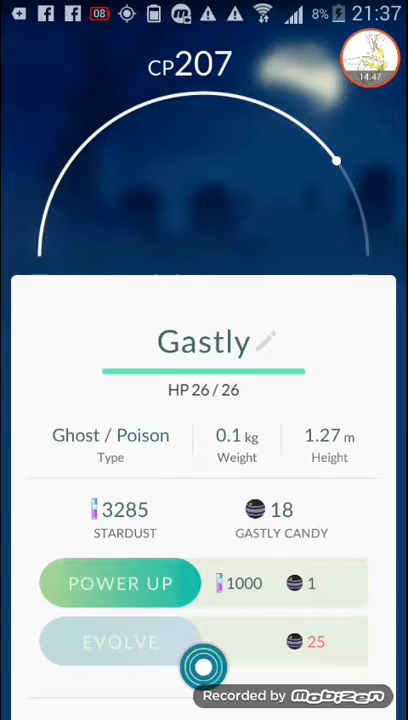 08 8% 21:37
CP207
14:47
Gastly
HP 26 / 26
Ghost / Poison 0.1 kg 1.27 m
Type Weight Height
3285 18
STARDUST GASTLY CANDY
POWER UP 1000 1
EVOLVE 25
Recorded by mobizen